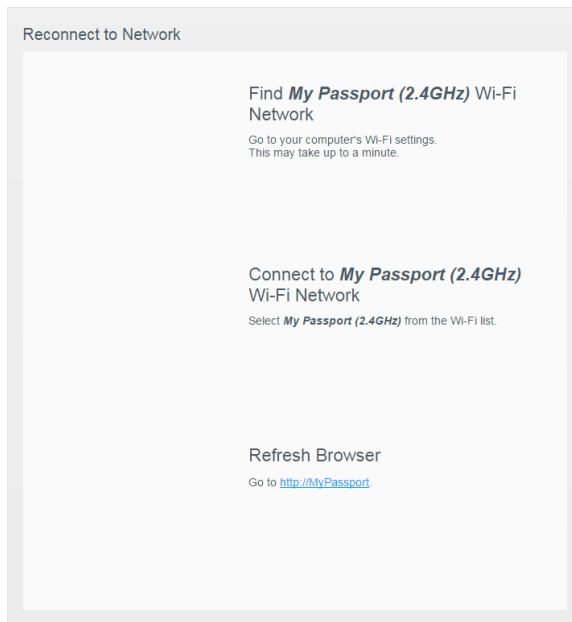 Reconnect to Network
Find My Passport (2.4GHz) Wi-Fi
Network
Go to your computer's Wi-Fi settings.
This may take up to a minute.
Connect to My Passport (2.4GHz)
Wi-Fi Network
Select My Passport (2.4GHz) from the Wi-Fi list.
Refresh Browser
Go to http://MyPassport.